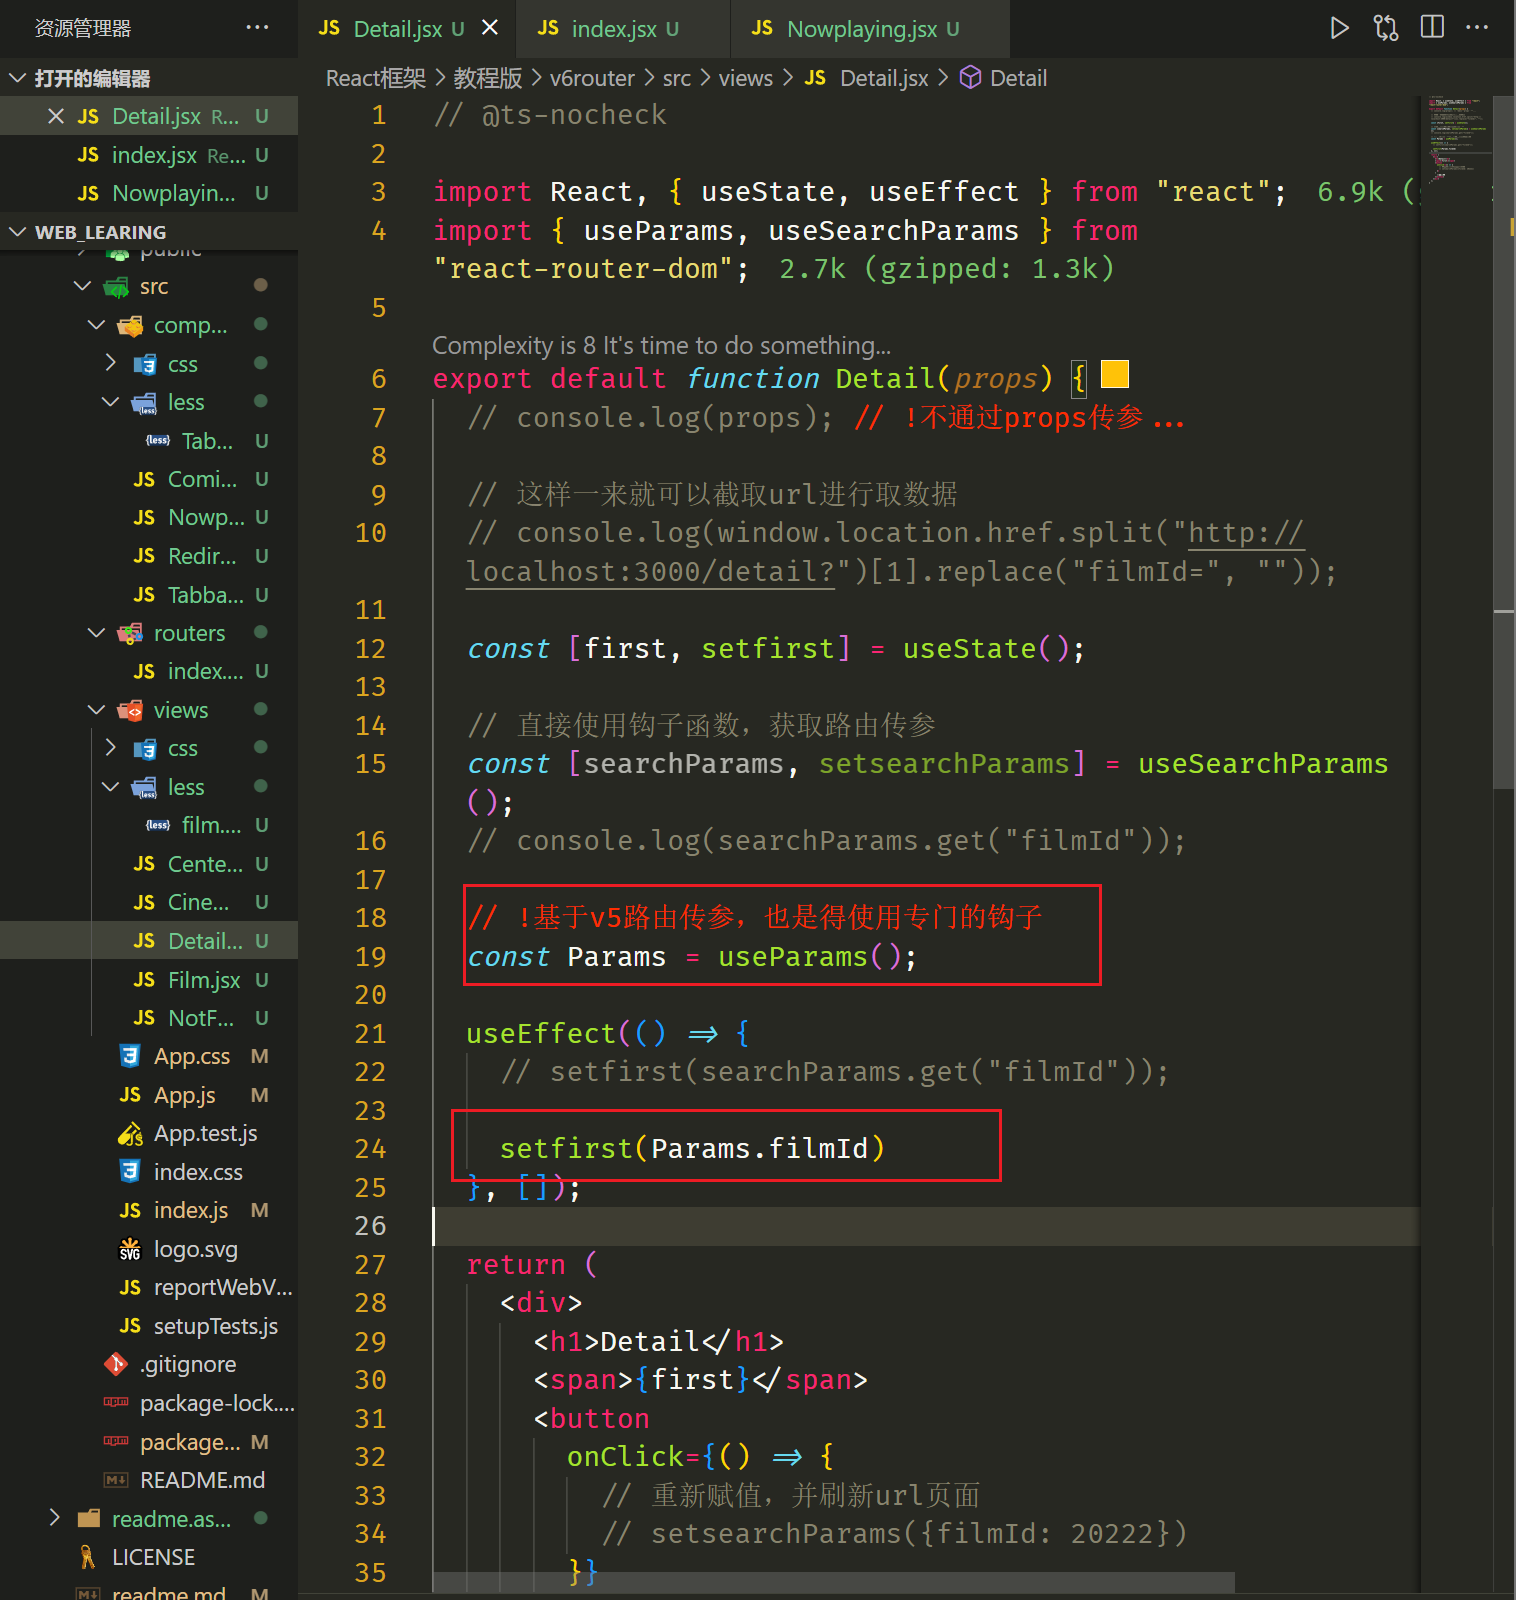 资源管理器 ···
打开的编辑器
JS Detail.jsx R... U
JS index.jsx Re... U
JS Nowplayin... U
WEB_LEARING
public
src
comp...
css
less
Tab... U
JS Comi... U
JS Nowp... U
JS Redir... U
JS Tabba... U
routers
JS index.... U
views
css
less
film.... U
JS Cente... U
JS Cine... U
JS Detail... U
JS Film.jsx U
JS NotF... U
App.css M
JS App.js M
App.test.js
index.css
JS index.js M
logo.svg
JS reportWebV...
JS setupTests.js
.gitignore
package-lock....
package... M
README.md
readme.as...
LICENSE
readme.md M
JS Detail.jsx U
JS index.jsx U
JS Nowplaying.jsx U
React框架 > 教程版 > v6router > src > views > JS Detail.jsx > Detail
1 // @ts-nocheck
2
3 import React, { useState, useEffect } from "react"; 6.9k (
4 import { useParams, useSearchParams } from
"react-router-dom"; 2.7k (gzipped: 1.3k)
5
Complexity is 8 It's time to do something...
6 export default function Detail(props) {
7 // console.log(props); // !不通过props传参...
8
9 // 这样一来就可以截取url进行取数据
10 // console.log(window.location.href.split("http://
localhost:3000/detail?")[1].replace("filmId=", ""));
11
12 const [first, setfirst] = useState();
13
14 // 直接使用钩子函数，获取路由传参
15 const [searchParams, setsearchParams] = useSearchParams
();
16 // console.log(searchParams.get("filmId"));
17
18 // !基于v5路由传参，也是得使用专门的钩子
19 const Params = useParams();
20
21 useEffect(() => {
22 // setfirst(searchParams.get("filmId"));
23
24 setfirst(Params.filmId)
25 }, []);
26
27 return (
28 <div>
29 <h1>Detail</h1>
30 <span>{first}</span>
31 <button
32 onClick={() => {
33 // 重新赋值，并刷新url页面
34 // setsearchParams({filmId: 20222})
35 }}